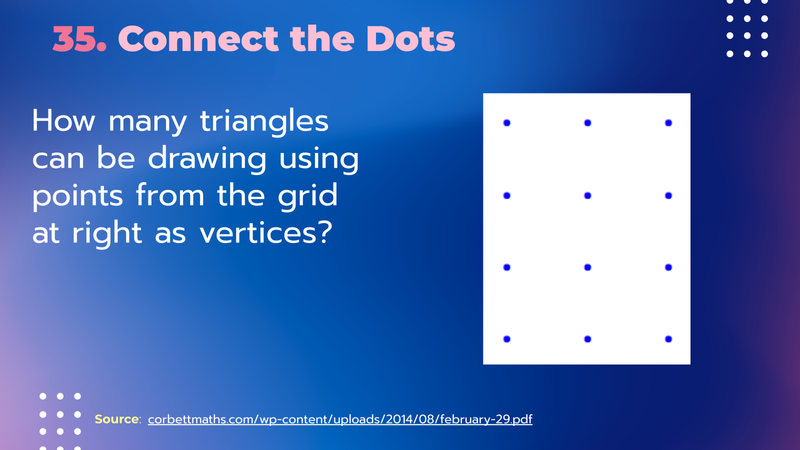 35. Connect the Dots
How many triangles
can be drawing using
points from the grid
at right as vertices?
Source: corbettmaths.com/wp-content/uploads/2014/08/february-29.pdf